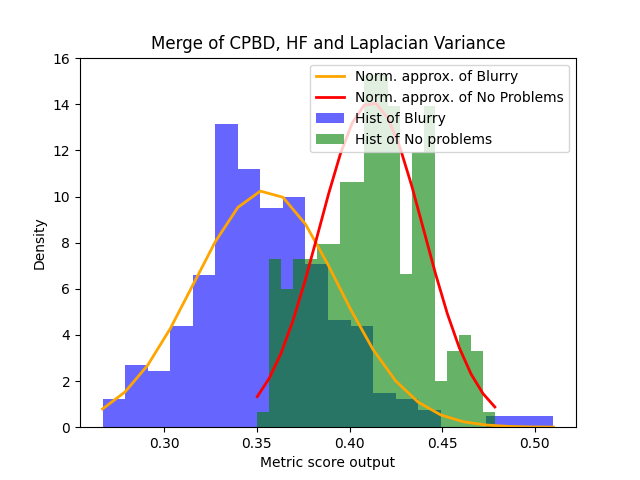 Merge of CPBD, HF and Laplacian Variance
Norm. approx. of Blurry
Norm. approx. of No Problems
Hist of Blurry
Hist of No problems
Density
16
14
12
10
8
6
4
2
0
0.30
0.35
0.40
0.45
0.50
Metric score output